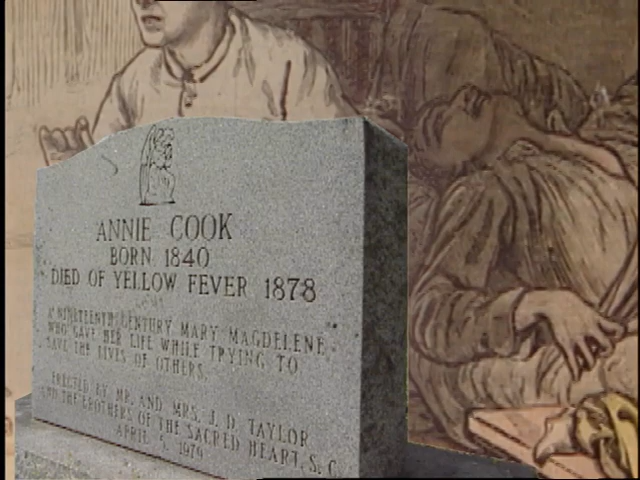 ANNIE COOK
BORN 1840
DIED OF YELLOW FEVER 1878
A NINETEENTH CENTURY MARY MAGDELENE
WHO GAVE HER LIFE WHILE TRYING TO
SAVE THE LIVES OF OTHERS.
ERECTED BY MR. AND MRS. J. D. TAYLOR
AND THE BROTHERS OF THE SACRED HEART, S. C.
APRIL 5, 1979